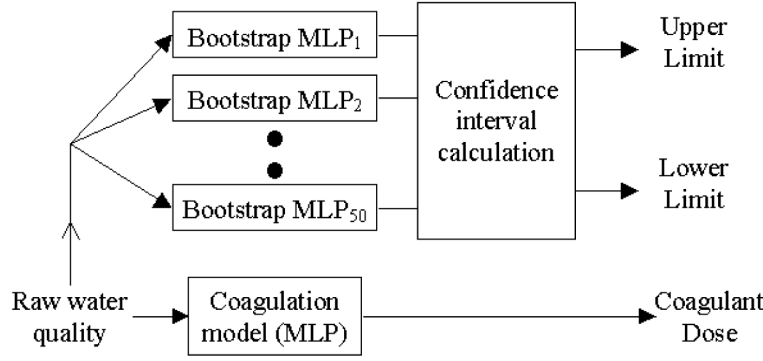 Bootstrap MLP1
Bootstrap MLP2
Bootstrap MLP50
Confidence
interval
calculation
Upper
Limit
Lower
Limit
Raw water
quality
Coagulation
model (MLP)
Coagulant
Dose